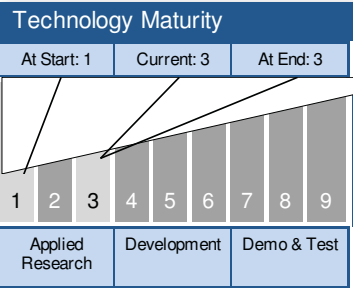 Technology Maturity
At Start: 1 Current: 3 At End: 3
1 2 3 4 5 6 7 8 9
Applied Development Demo & Test
Research